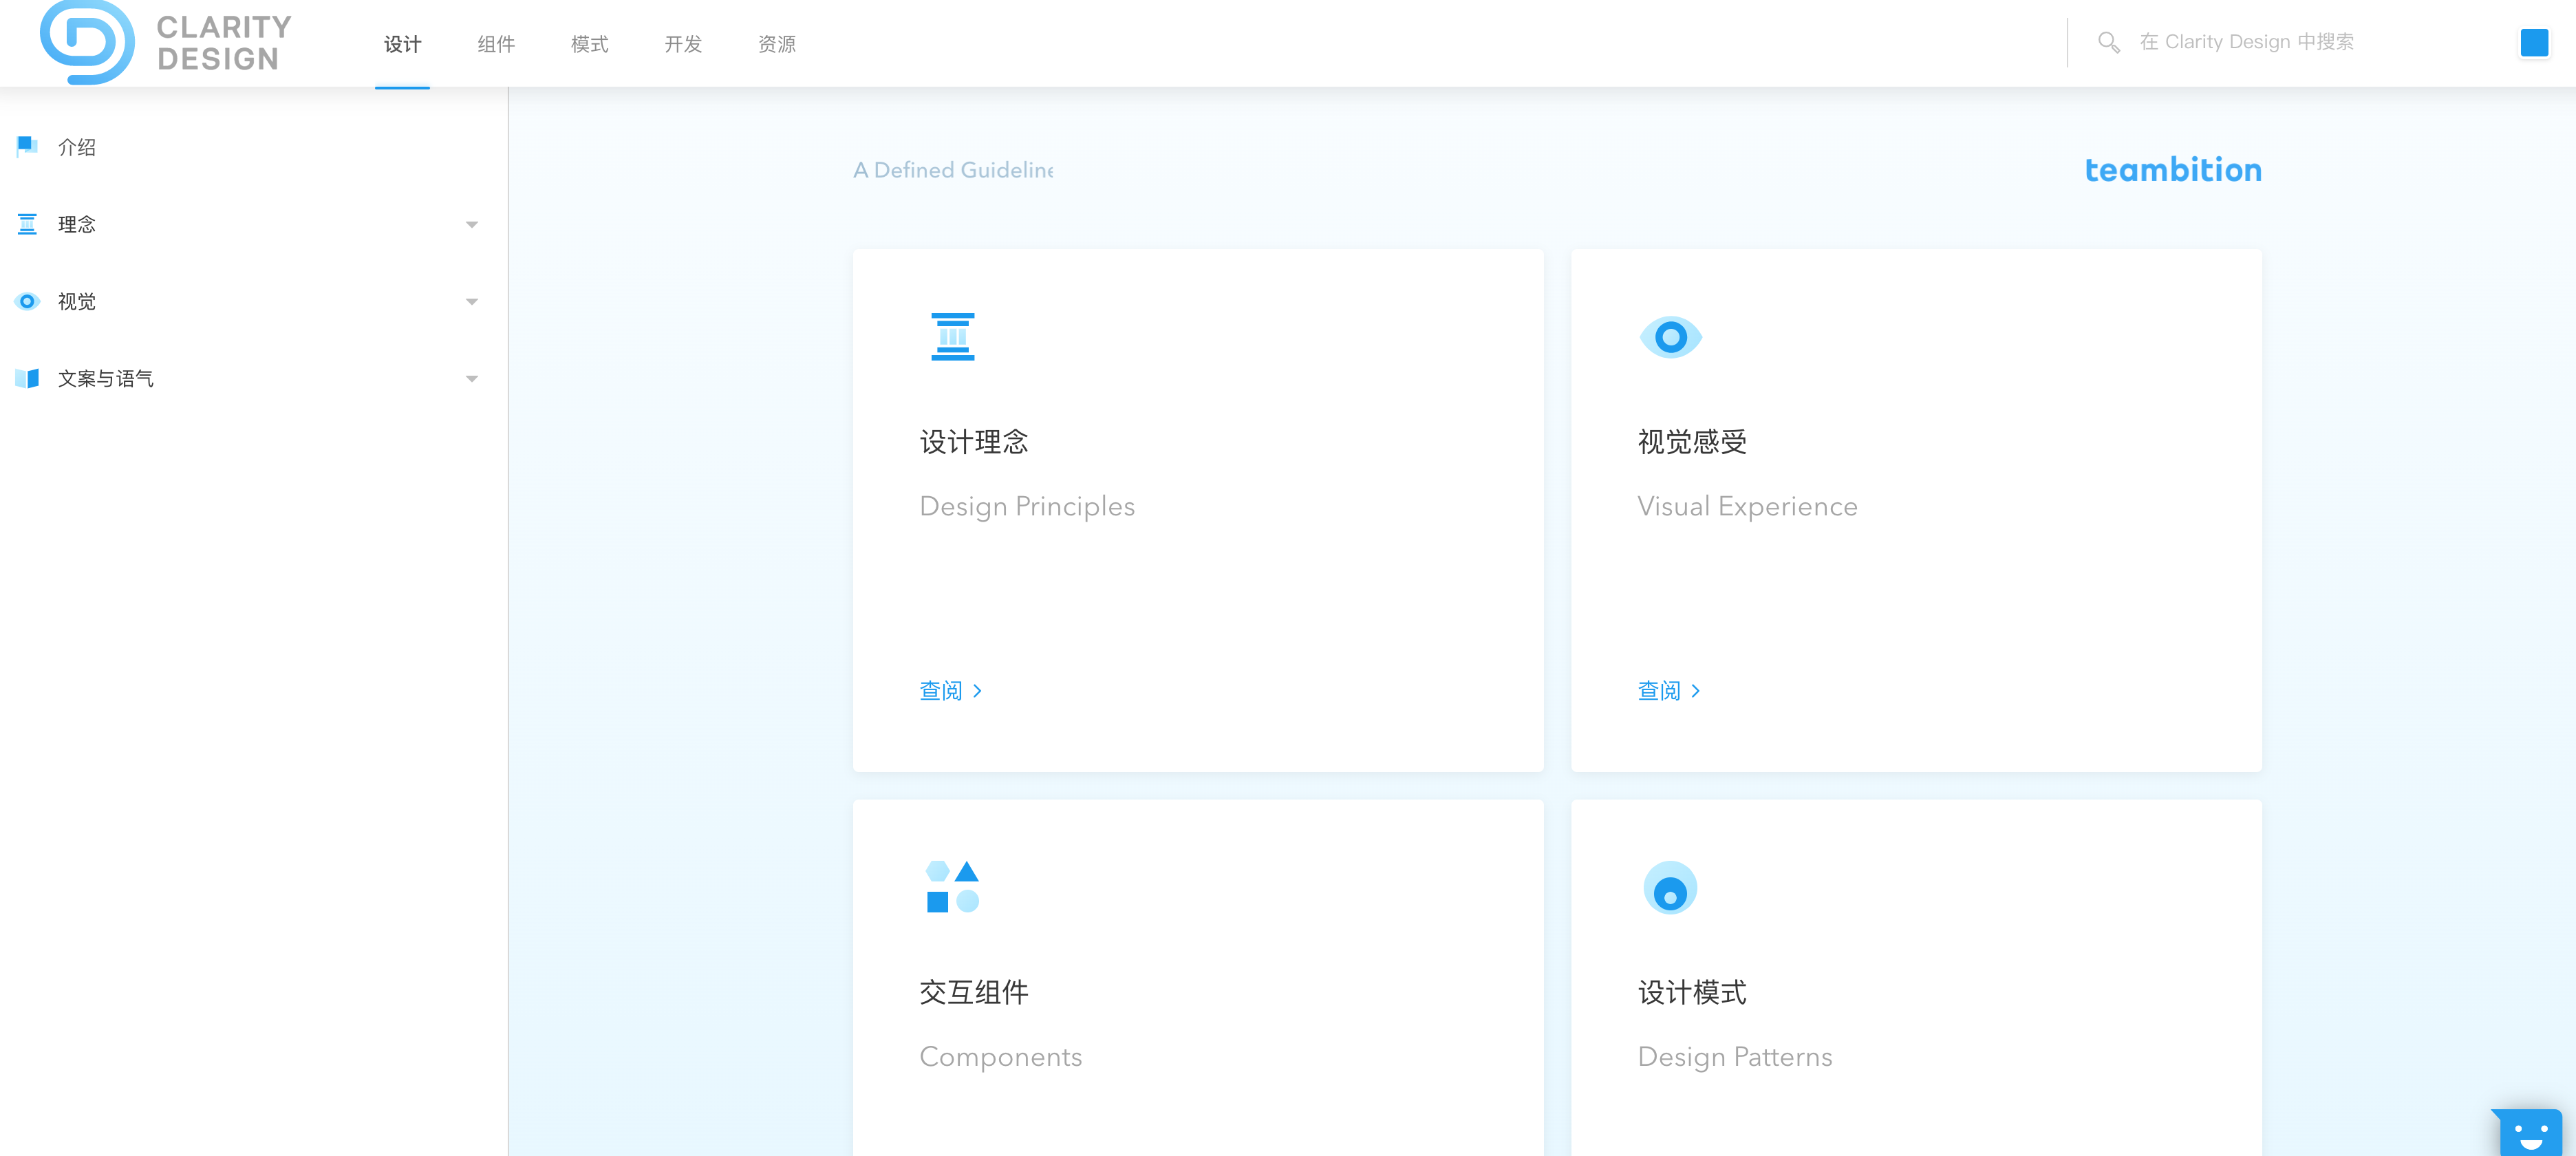 CLARITY
DESIGN
设计
组件
模式
开发
资源
在 Clarity Design 中搜索
介绍
理念
视觉
文案与语气
A Defined Guideline
teambition
设计理念
Design Principles
查阅
视觉感受
Visual Experience
查阅
交互组件
Components
设计模式
Design Patterns